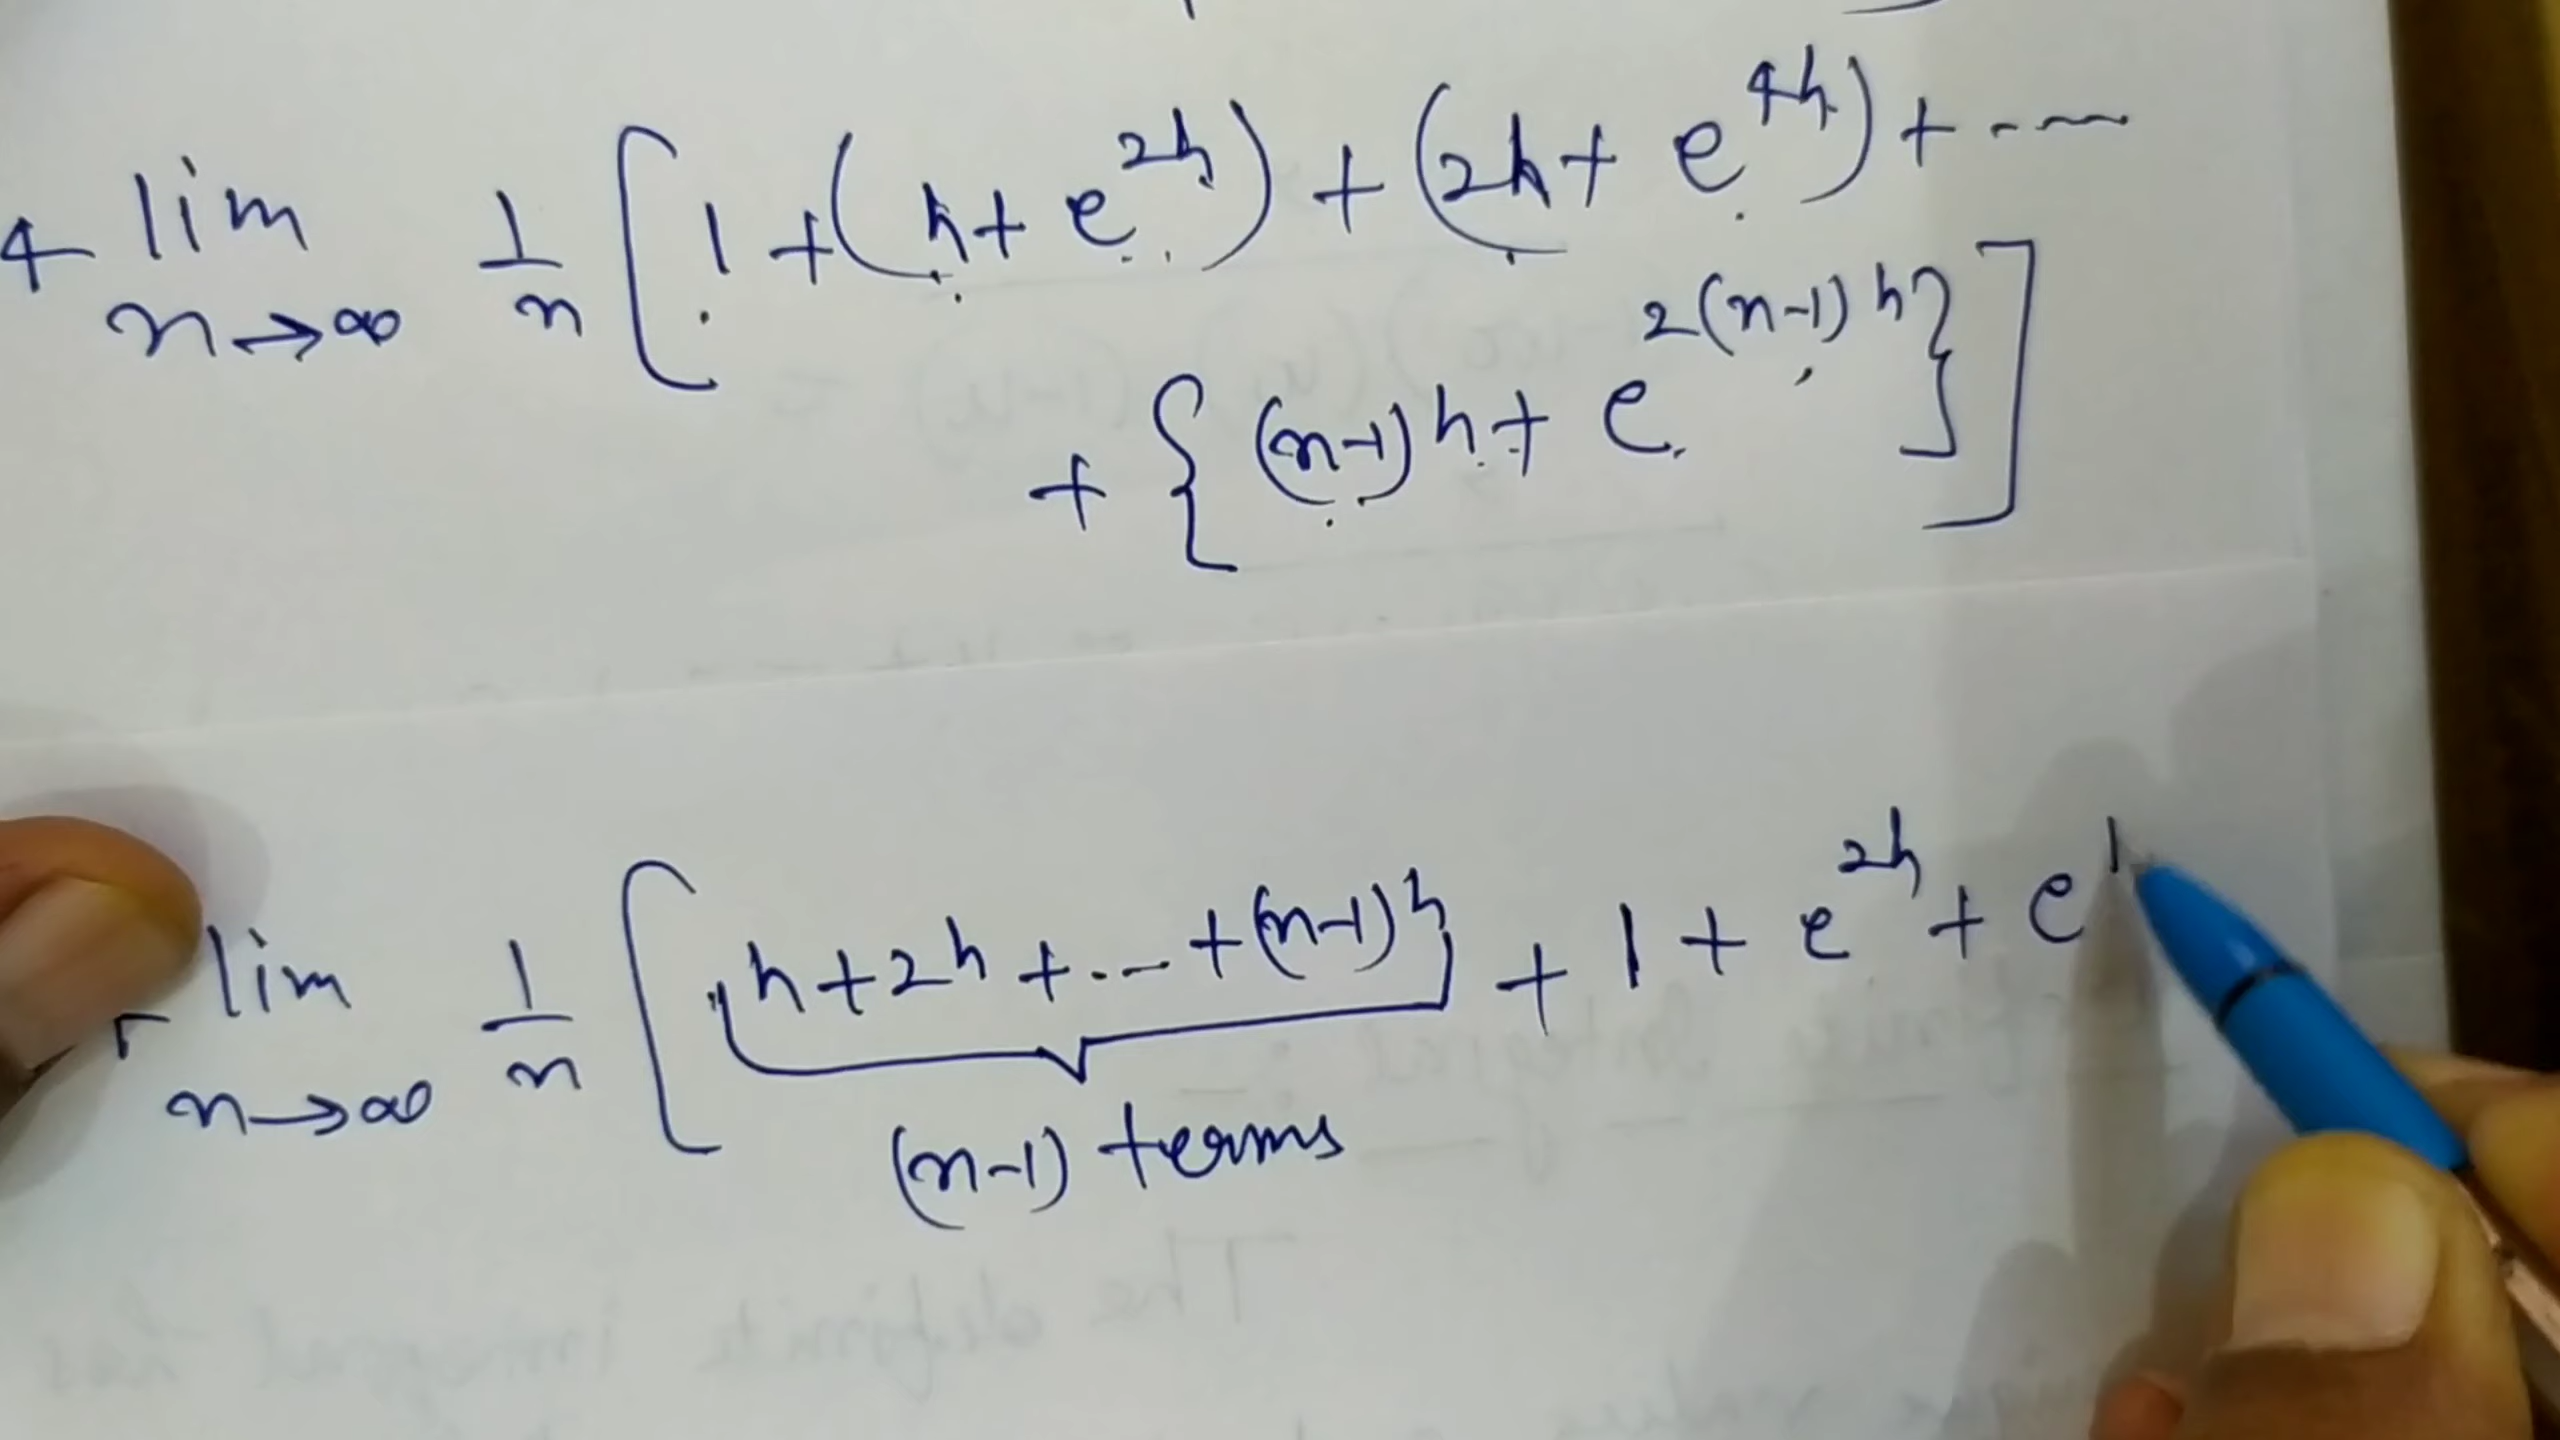 4 lim n→∞ 1/n [1 + (h + e^{2h}) + (2h + e^{4h}) + ----
+ {(n-1)h + e^{2(n-1)h}}]
lim n→∞ 1/n [h + 2h + ... + (n-1)h + 1 + e^{2h} + e
(n-1) terms